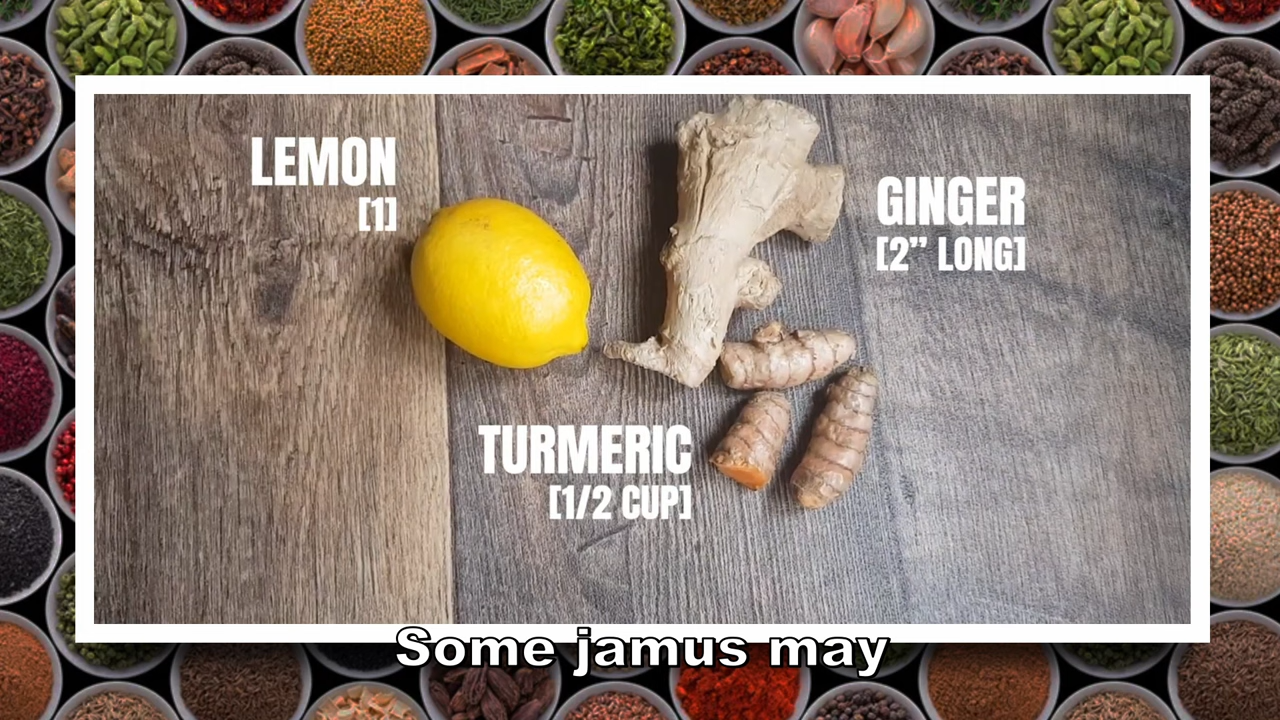 LEMON
[1]
GINGER
[2” LONG]
TURMERIC
[1/2 CUP]
Some jamus may